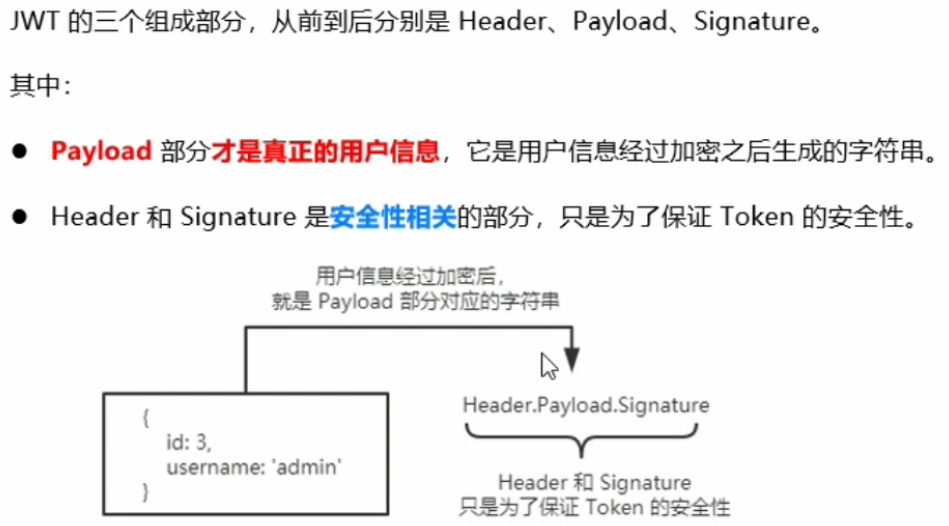 JWT 的三个组成部分，从前到后分别是 Header、Payload、Signature。
其中：
● Payload 部分才是真正的用户信息，它是用户信息经过加密之后生成的字符串。
● Header 和 Signature 是安全性相关的部分，只是为了保证 Token 的安全性。
用户信息经过加密后，
就是 Payload 部分对应的字符串
{
id: 3,
username: 'admin'
}
Header.Payload.Signature
Header 和 Signature
只是为了保证 Token 的安全性